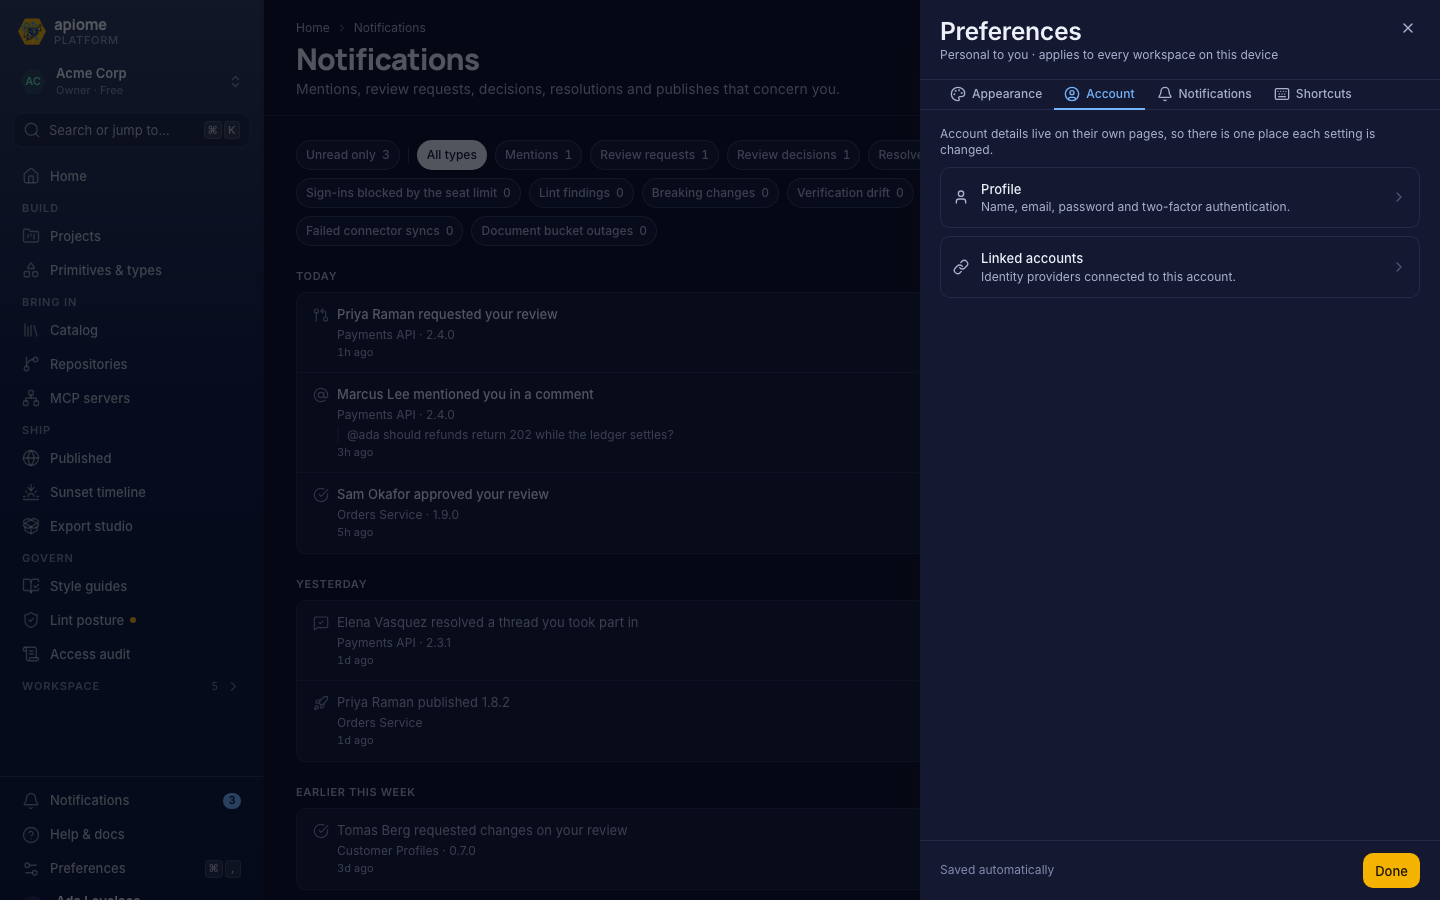 apiome
PLATFORM
AC
Acme Corp
Owner · Free
Search or jump to...
⌘ K
Home
BUILD
Projects
Primitives & types
BRING IN
Catalog
Repositories
MCP servers
SHIP
Published
Sunset timeline
Export studio
GOVERN
Style guides
Lint posture
Access audit
WORKSPACE 5
Notifications 3
Help & docs
Preferences ⌘ ,
Home > Notifications
Notifications
Mentions, review requests, decisions, resolutions and publishes that concern you.
Unread only 3
All types
Mentions 1
Review requests 1
Review decisions 1
Resolve
Sign-ins blocked by the seat limit 0
Lint findings 0
Breaking changes 0
Verification drift 0
Failed connector syncs 0
Document bucket outages 0
TODAY
Priya Raman requested your review
Payments API · 2.4.0
1h ago
Marcus Lee mentioned you in a comment
Payments API · 2.4.0
@ada should refunds return 202 while the ledger settles?
3h ago
Sam Okafor approved your review
Orders Service · 1.9.0
5h ago
YESTERDAY
Elena Vasquez resolved a thread you took part in
Payments API · 2.3.1
1d ago
Priya Raman published 1.8.2
Orders Service
1d ago
EARLIER THIS WEEK
Tomas Berg requested changes on your review
Customer Profiles · 0.7.0
3d ago
Preferences
Personal to you · applies to every workspace on this device
Appearance
Account
Notifications
Shortcuts
Account details live on their own pages, so there is one place each setting is
changed.
Profile
Name, email, password and two-factor authentication.
Linked accounts
Identity providers connected to this account.
Saved automatically
Done